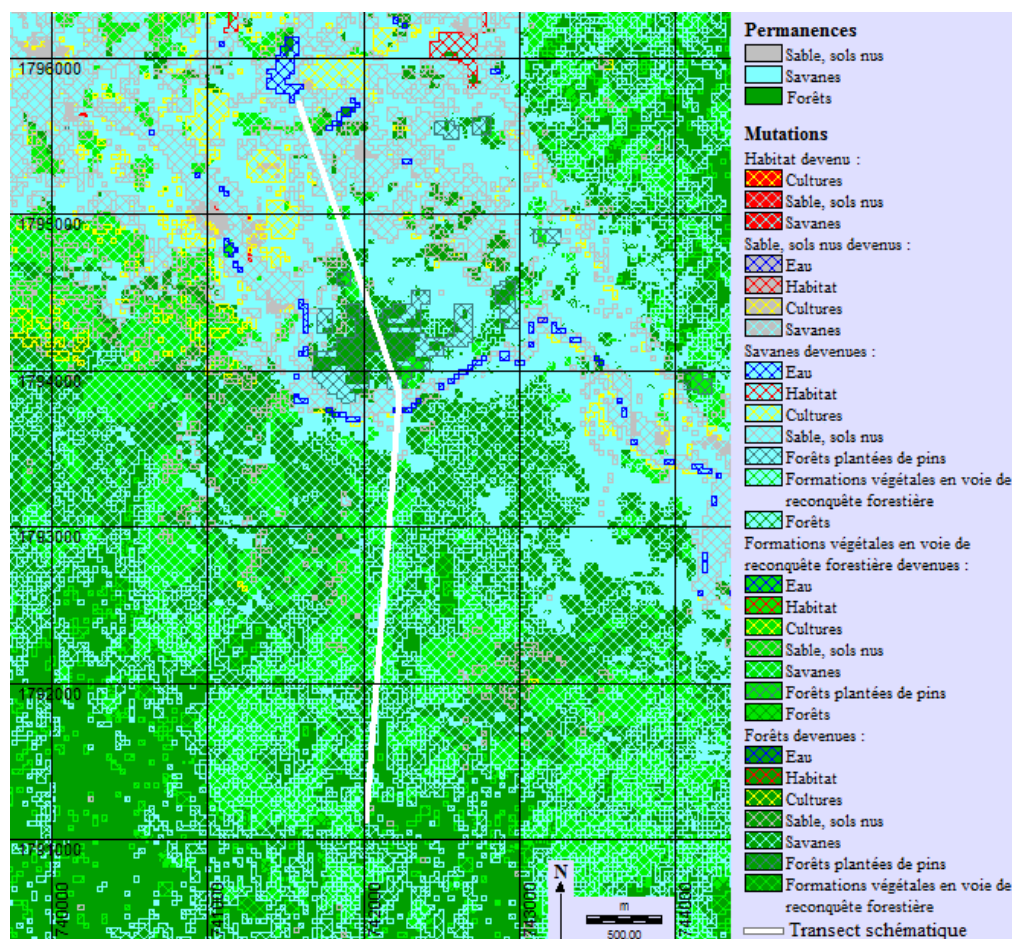 1796000
1795000
1794000
1793000
1792000
1791000
740000
741000
742000
743000
744000
N
m
500.00
Permanences
Sable, sols nus
Savanes
Forêts
Mutations
Habitat devenu :
Cultures
Sable, sols nus
Savanes
Sable, sols nus devenus :
Eau
Habitat
Cultures
Savanes
Savanes devenues :
Eau
Habitat
Cultures
Sable, sols nus
Forêts plantées de pins
Formations végétales en voie de
reconquête forestière
Forêts
Formations végétales en voie de
reconquête forestière devenues :
Eau
Habitat
Cultures
Sable, sols nus
Savanes
Forêts plantées de pins
Forêts
Forêts devenues :
Eau
Habitat
Cultures
Sable, sols nus
Savanes
Forêts plantées de pins
Formations végétales en voie de
reconquête forestière
Transect schématique